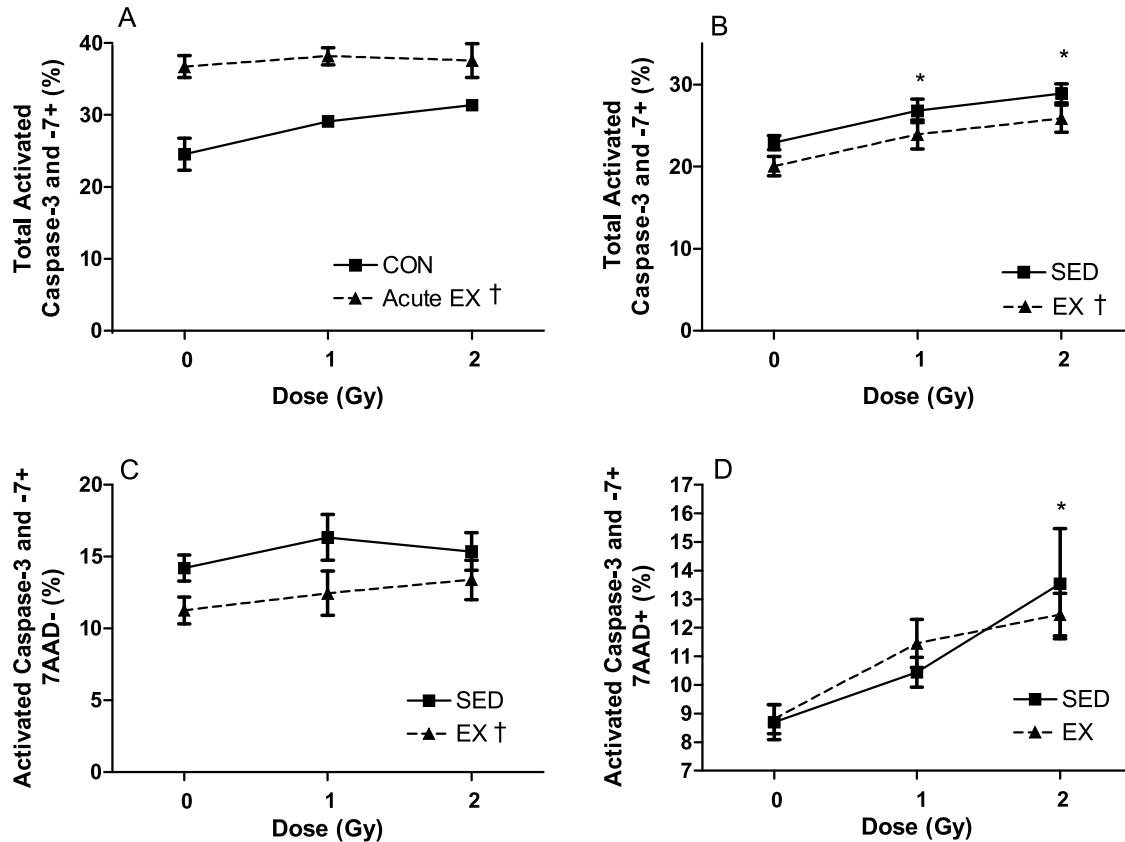 A
Total Activated
Caspase-3 and -7+ (%)
40
30
20
10
0
CON
Acute EX †
0 1 2
Dose (Gy)
B
Total Activated
Caspase-3 and -7+ (%)
30
20
10
0
* *
SED
EX †
0 1 2
Dose (Gy)
C
Activated Caspase-3 and -7+
7AAD- (%)
20
15
10
5
0
SED
EX †
0 1 2
Dose (Gy)
D
Activated Caspase-3 and -7+
7AAD+ (%)
17
16
15
14
13
12
11
10
9
8
7
*
SED
EX
0 1 2
Dose (Gy)